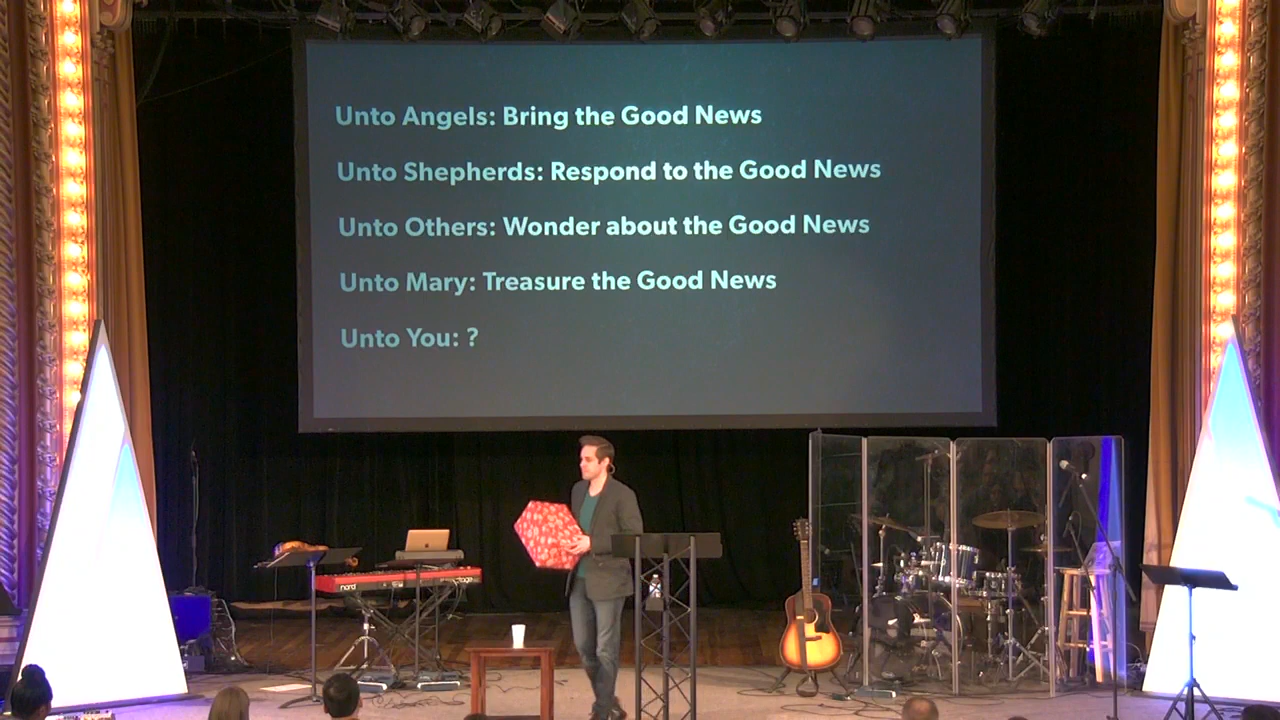 Unto Angels: Bring the Good News
Unto Shepherds: Respond to the Good News
Unto Others: Wonder about the Good News
Unto Mary: Treasure the Good News
Unto You: ?
nord
stage